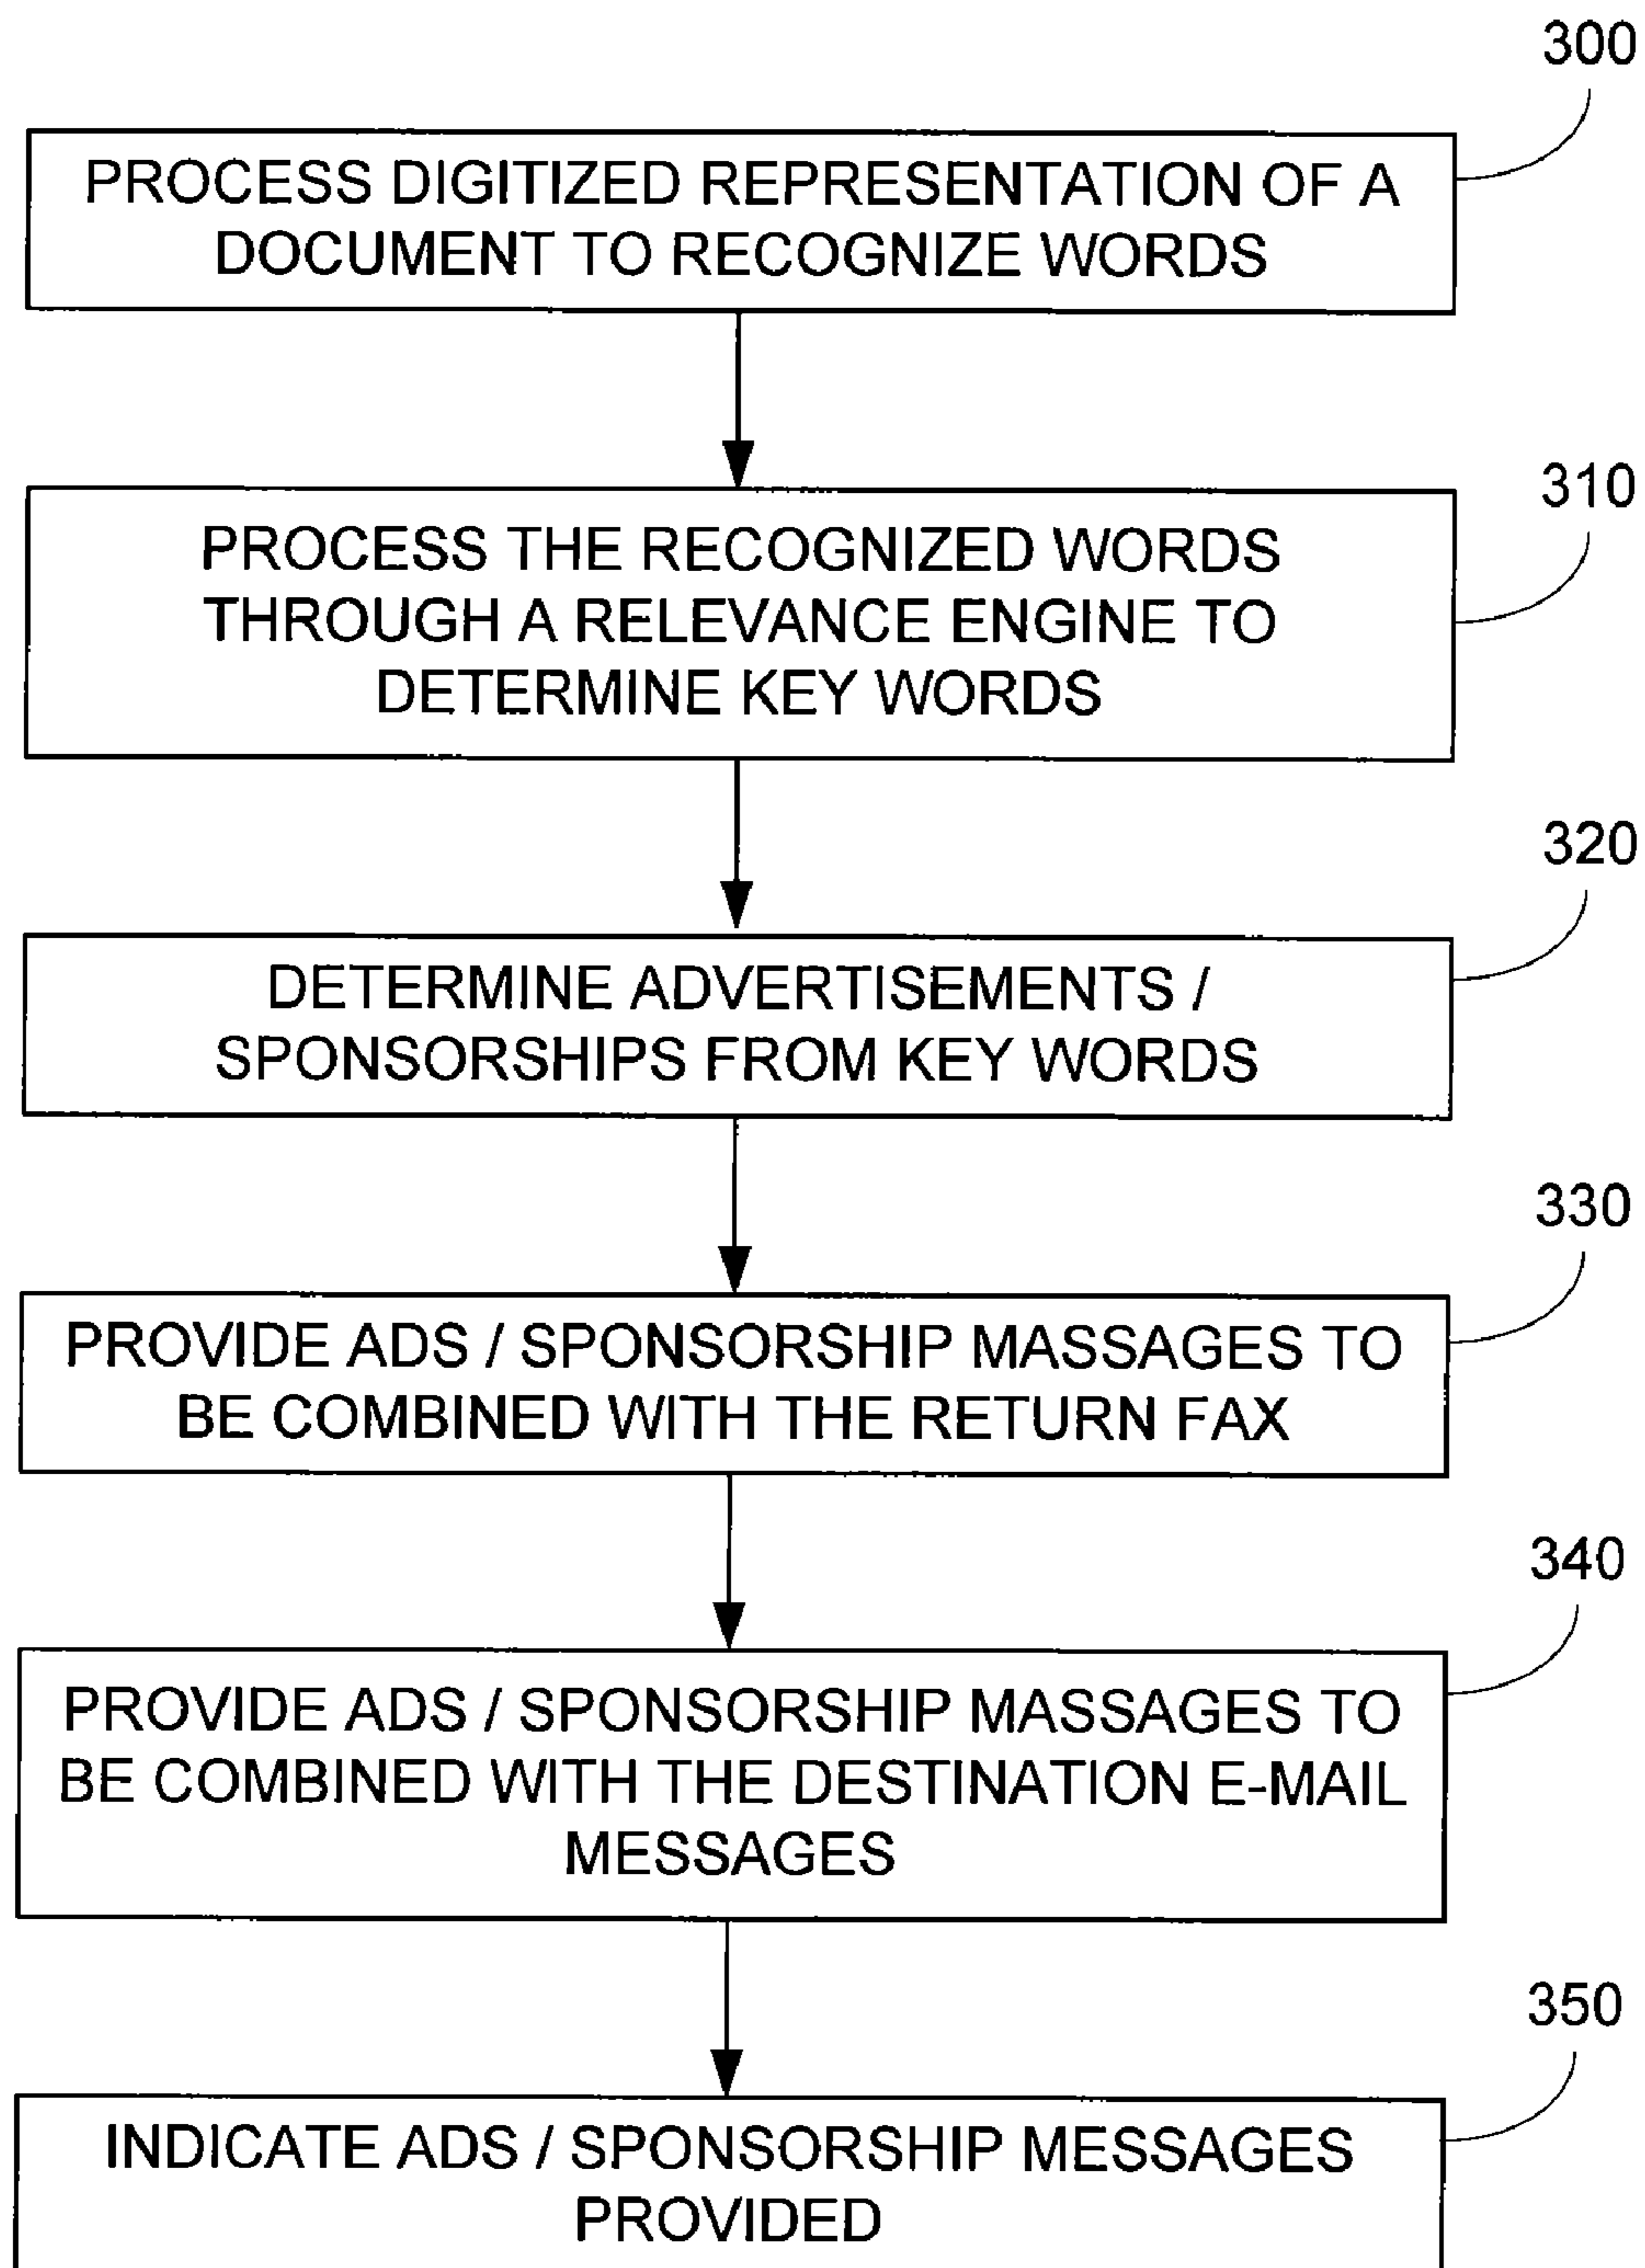 300
PROCESS DIGITIZED REPRESENTATION OF A
DOCUMENT TO RECOGNIZE WORDS
310
PROCESS THE RECOGNIZED WORDS
THROUGH A RELEVANCE ENGINE TO
DETERMINE KEY WORDS
320
DETERMINE ADVERTISEMENTS /
SPONSORSHIPS FROM KEY WORDS
330
PROVIDE ADS / SPONSORSHIP MASSAGES TO
BE COMBINED WITH THE RETURN FAX
340
PROVIDE ADS / SPONSORSHIP MASSAGES TO
BE COMBINED WITH THE DESTINATION E-MAIL
MESSAGES
350
INDICATE ADS / SPONSORSHIP MESSAGES
PROVIDED